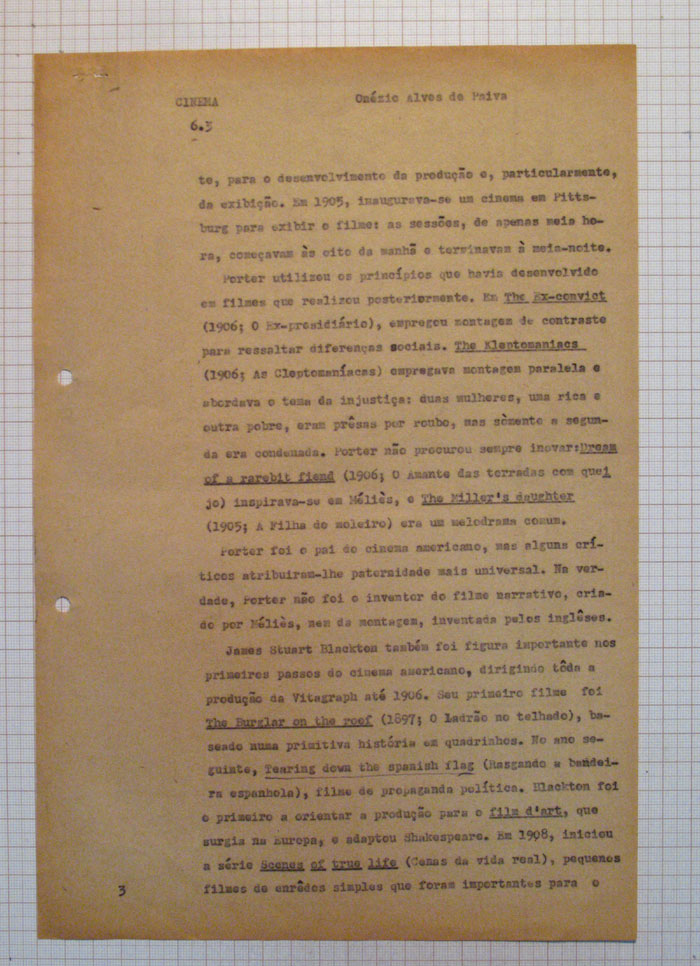 CINEMA
Onézio Alves de Paiva
6.3
te, para o desenvolvimento da produção e, particularmente,
da exibição. Em 1905, inaugurava-se um cinema em Pitts-
burg para exibir o filme: as sessões, de apenas meia ho-
ra, começavam às oito da manhã e terminavam à meia-noite.
Porter utilizou os princípios que havia desenvolvido
em filmes que realizou posteriormente. Em The Ex-convict
(1906; O Ex-presidiário), empregou montagem de contraste
para ressaltar diferenças sociais. The Kleptomaniacs
(1906; As Cleptomaníacas) empregava montagem paralela e
abordava o tema da injustiça: duas mulheres, uma rica e
outra pobre, eram prêsas por roubo, mas sòmente a segun-
da era condenada. Porter não procurou sempre inovar:Dream
of a rarebit fiend (1906; O Amante das torradas com quei
jo) inspirava-se em Méliès, e The Miller's daughter
(1905; A Filha do moleiro) era um melodrama comum.
Porter foi o pai do cinema americano, mas alguns crí-
ticos atribuíram-lhe paternidade mais universal. Na ver-
dade, Porter não foi o inventor do filme narrativo, cria-
do por Méliès, nem da montagem, inventada pelos inglêses.
James Stuart Blackton também foi figura importante nos
primeiros passos do cinema americano, dirigindo tôda a
produção da Vitagraph até 1906. Seu primeiro filme foi
The Burglar on the roof (1897; O Ladrão no telhado), ba-
seado numa primitiva história em quadrinhos. No ano se-
guinte, Tearing down the spanish flag (Rasgando a bandei-
ra espanhola), filme de propaganda política. Blackton foi
o primeiro a orientar a produção para o film d'art, que
surgia na Europa, e adaptou Shakespeare. Em 1908, iniciou
a série Scenes of true life (Cenas da vida real), pequenos
filmes de enrêdos simples que foram importantes para o
3